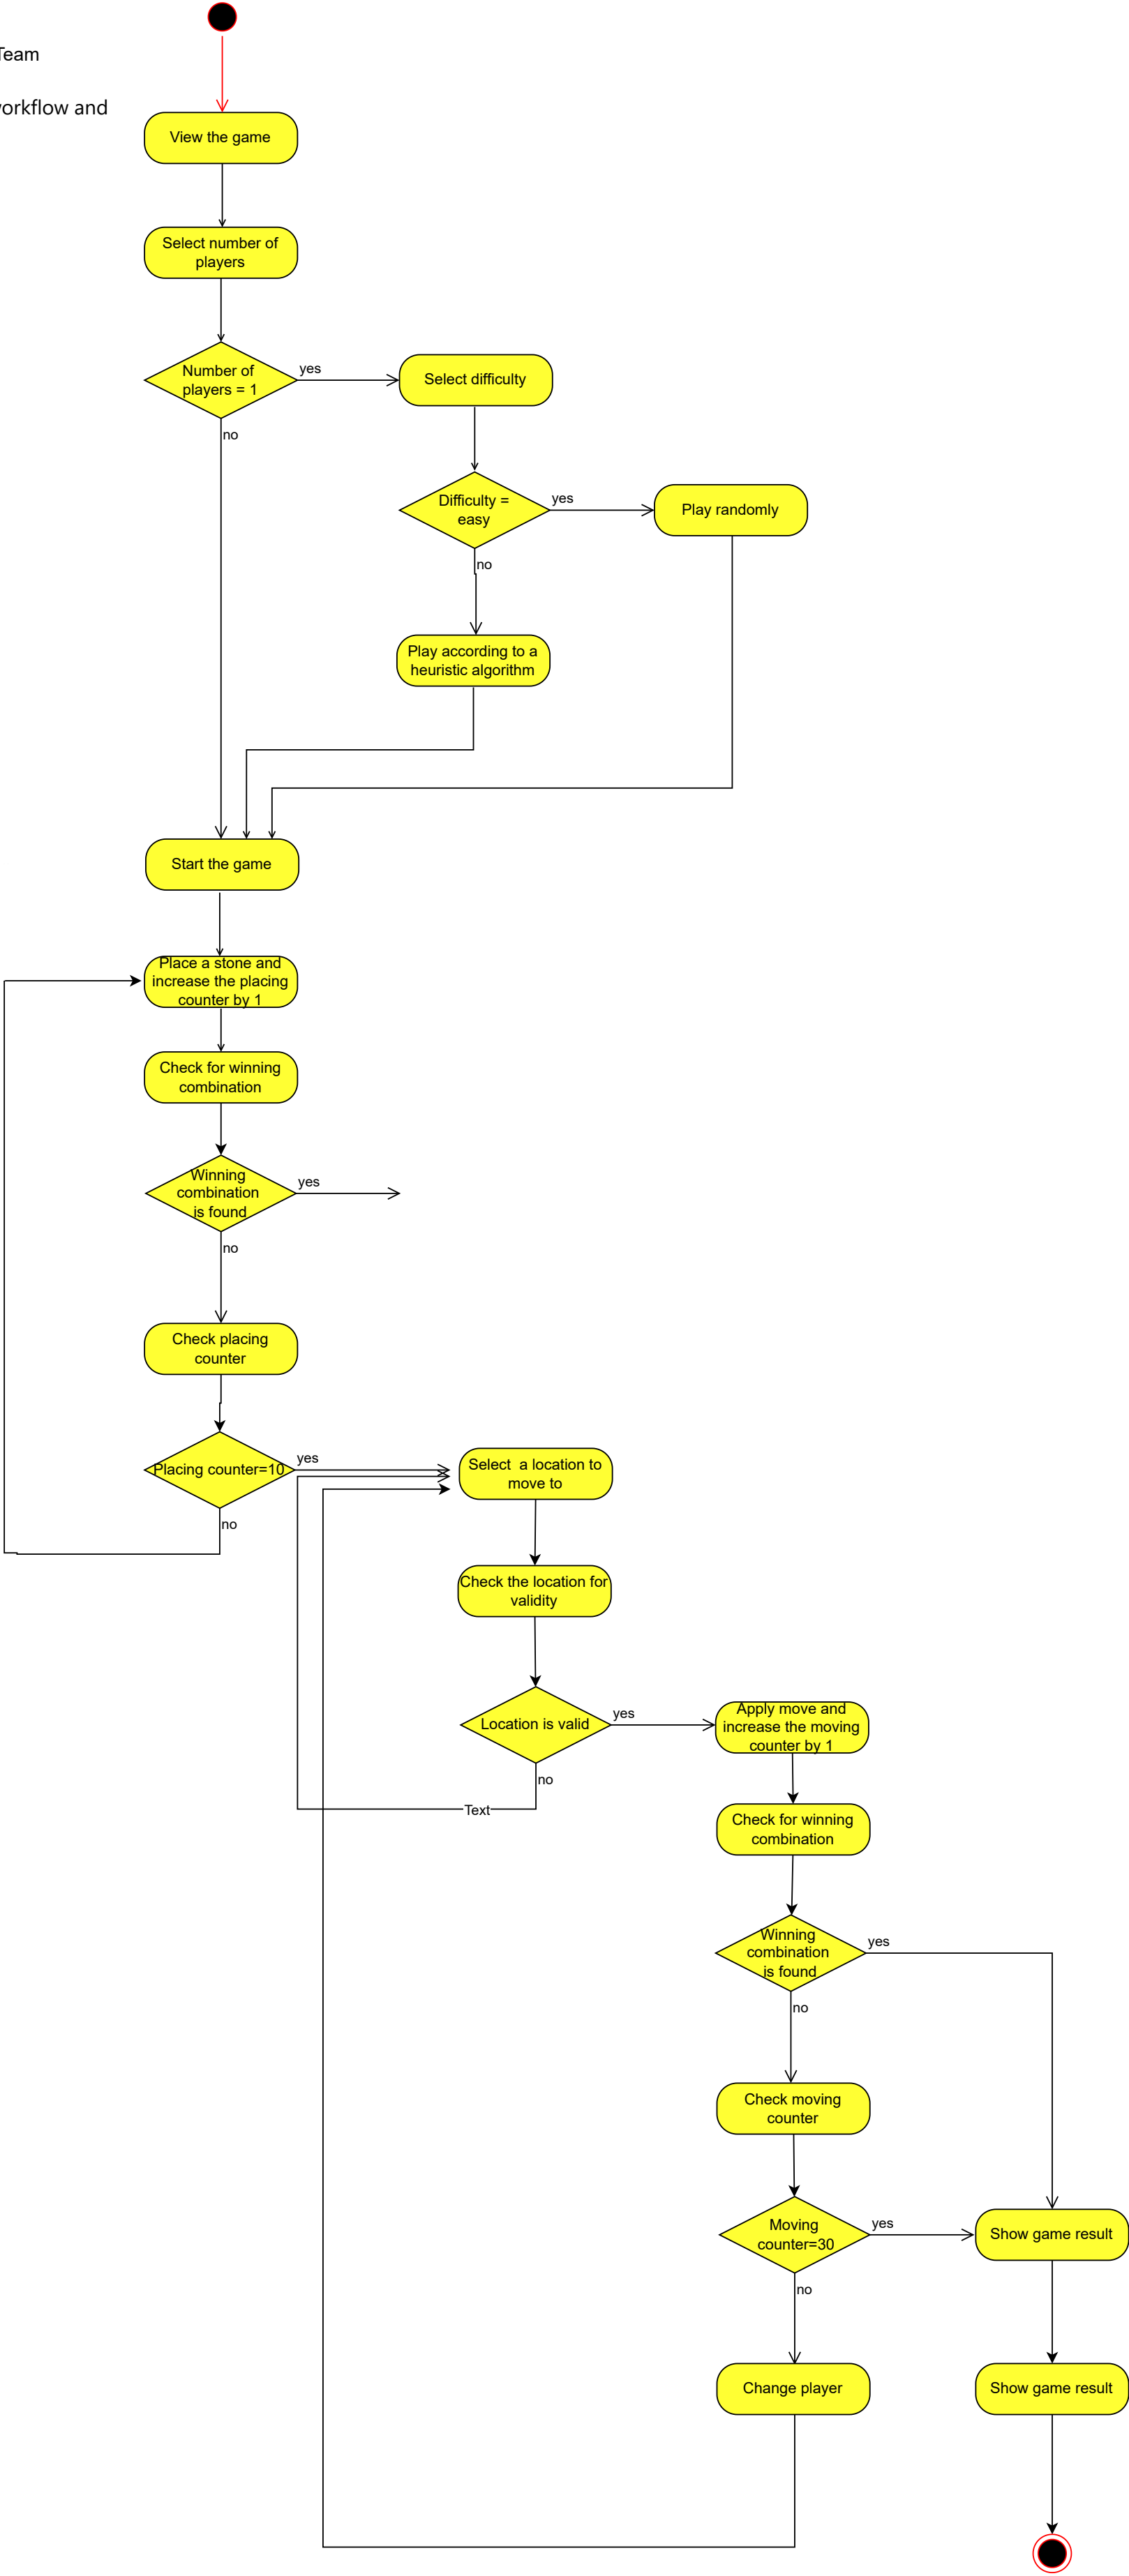 Team
workflow and
View the game
Select number of
players
Number of
players = 1
yes
Select difficulty
no
Difficulty =
easy
yes
Play randomly
no
Play according to a
heuristic algorithm
Start the game
Place a stone and
increase the placing
counter by 1
Check for winning
combination
Winning
combination
is found
yes
no
Check placing
counter
Placing counter=10
yes
Select a location to
move to
no
Check the location for
validity
Location is valid
yes
Apply move and
increase the moving
counter by 1
no
Text
Check for winning
combination
Winning
combination
is found
yes
no
Check moving
counter
Moving
counter=30
yes
Show game result
no
Change player
Show game result